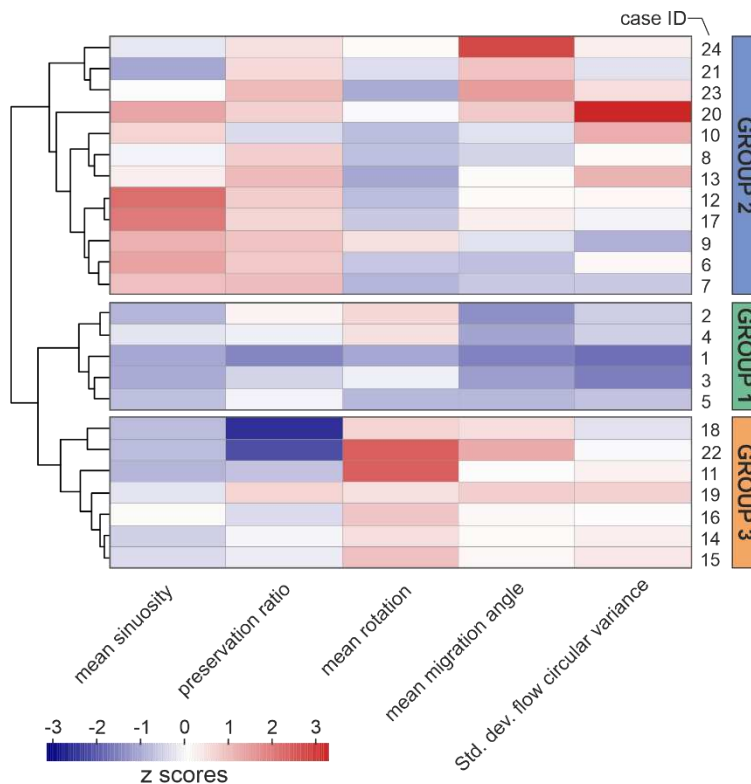 case ID
24
21
23
20
10
8
13
12
17
9
6
7
GROUP 2
2
4
1
3
5
GROUP 1
18
22
11
19
16
14
15
GROUP 3
mean sinuosity
preservation ratio
mean rotation
mean migration angle
Std. dev. flow circular variance
-3 -2 -1 0 1 2 3
z scores